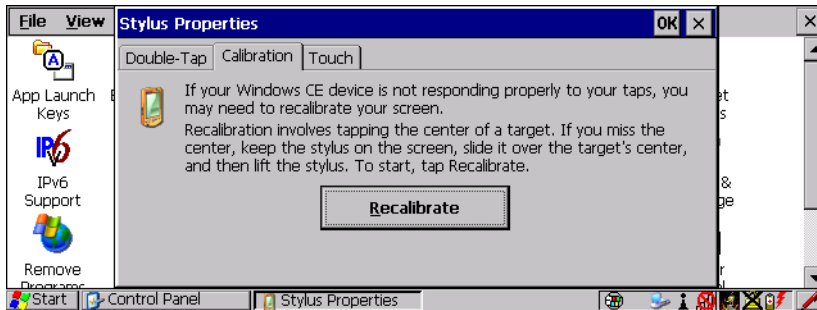 File View
Stylus Properties
OK
Double-Tap Calibration Touch
If your Windows CE device is not responding properly to your taps, you
may need to recalibrate your screen.
Recalibration involves tapping the center of a target. If you miss the
center, keep the stylus on the screen, slide it over the target's center,
and then lift the stylus. To start, tap Recalibrate.
Recalibrate
App Launch
Keys
IPv6
Support
Remove
Programs
&
Start Control Panel Stylus Properties